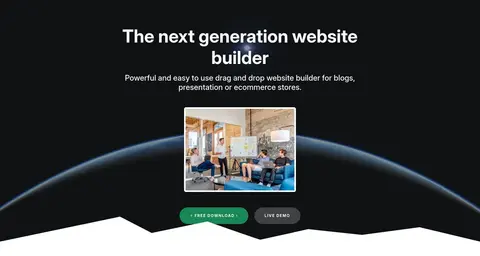 The next generation website
builder
Powerful and easy to use drag and drop website builder for blogs,
presentation or ecommerce stores.
FREE DOWNLOAD
LIVE DEMO